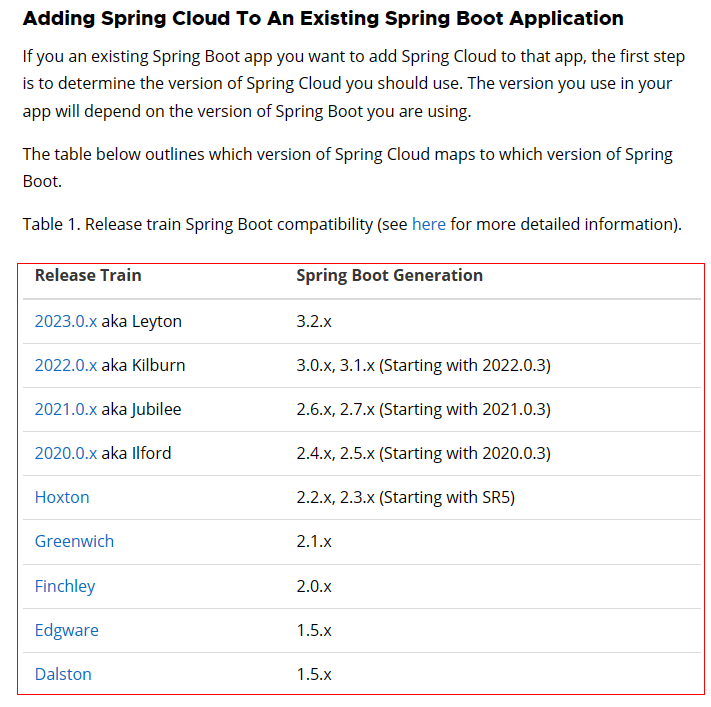 Adding Spring Cloud To An Existing Spring Boot Application
If you an existing Spring Boot app you want to add Spring Cloud to that app, the first step
is to determine the version of Spring Cloud you should use. The version you use in your
app will depend on the version of Spring Boot you are using.
The table below outlines which version of Spring Cloud maps to which version of Spring
Boot.
Table 1. Release train Spring Boot compatibility (see here for more detailed information).
Release Train Spring Boot Generation
2023.0.x aka Leyton 3.2.x
2022.0.x aka Kilburn 3.0.x, 3.1.x (Starting with 2022.0.3)
2021.0.x aka Jubilee 2.6.x, 2.7.x (Starting with 2021.0.3)
2020.0.x aka Ilford 2.4.x, 2.5.x (Starting with 2020.0.3)
Hoxton 2.2.x, 2.3.x (Starting with SR5)
Greenwich 2.1.x
Finchley 2.0.x
Edgware 1.5.x
Dalston 1.5.x